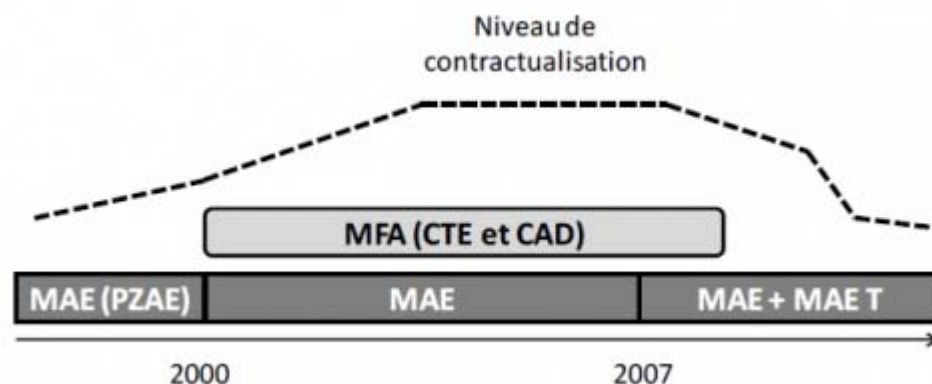 Niveau de
contractualisation
MFA (CTE et CAD)
MAE (PZAE)
MAE
MAE + MAE T
2000
2007